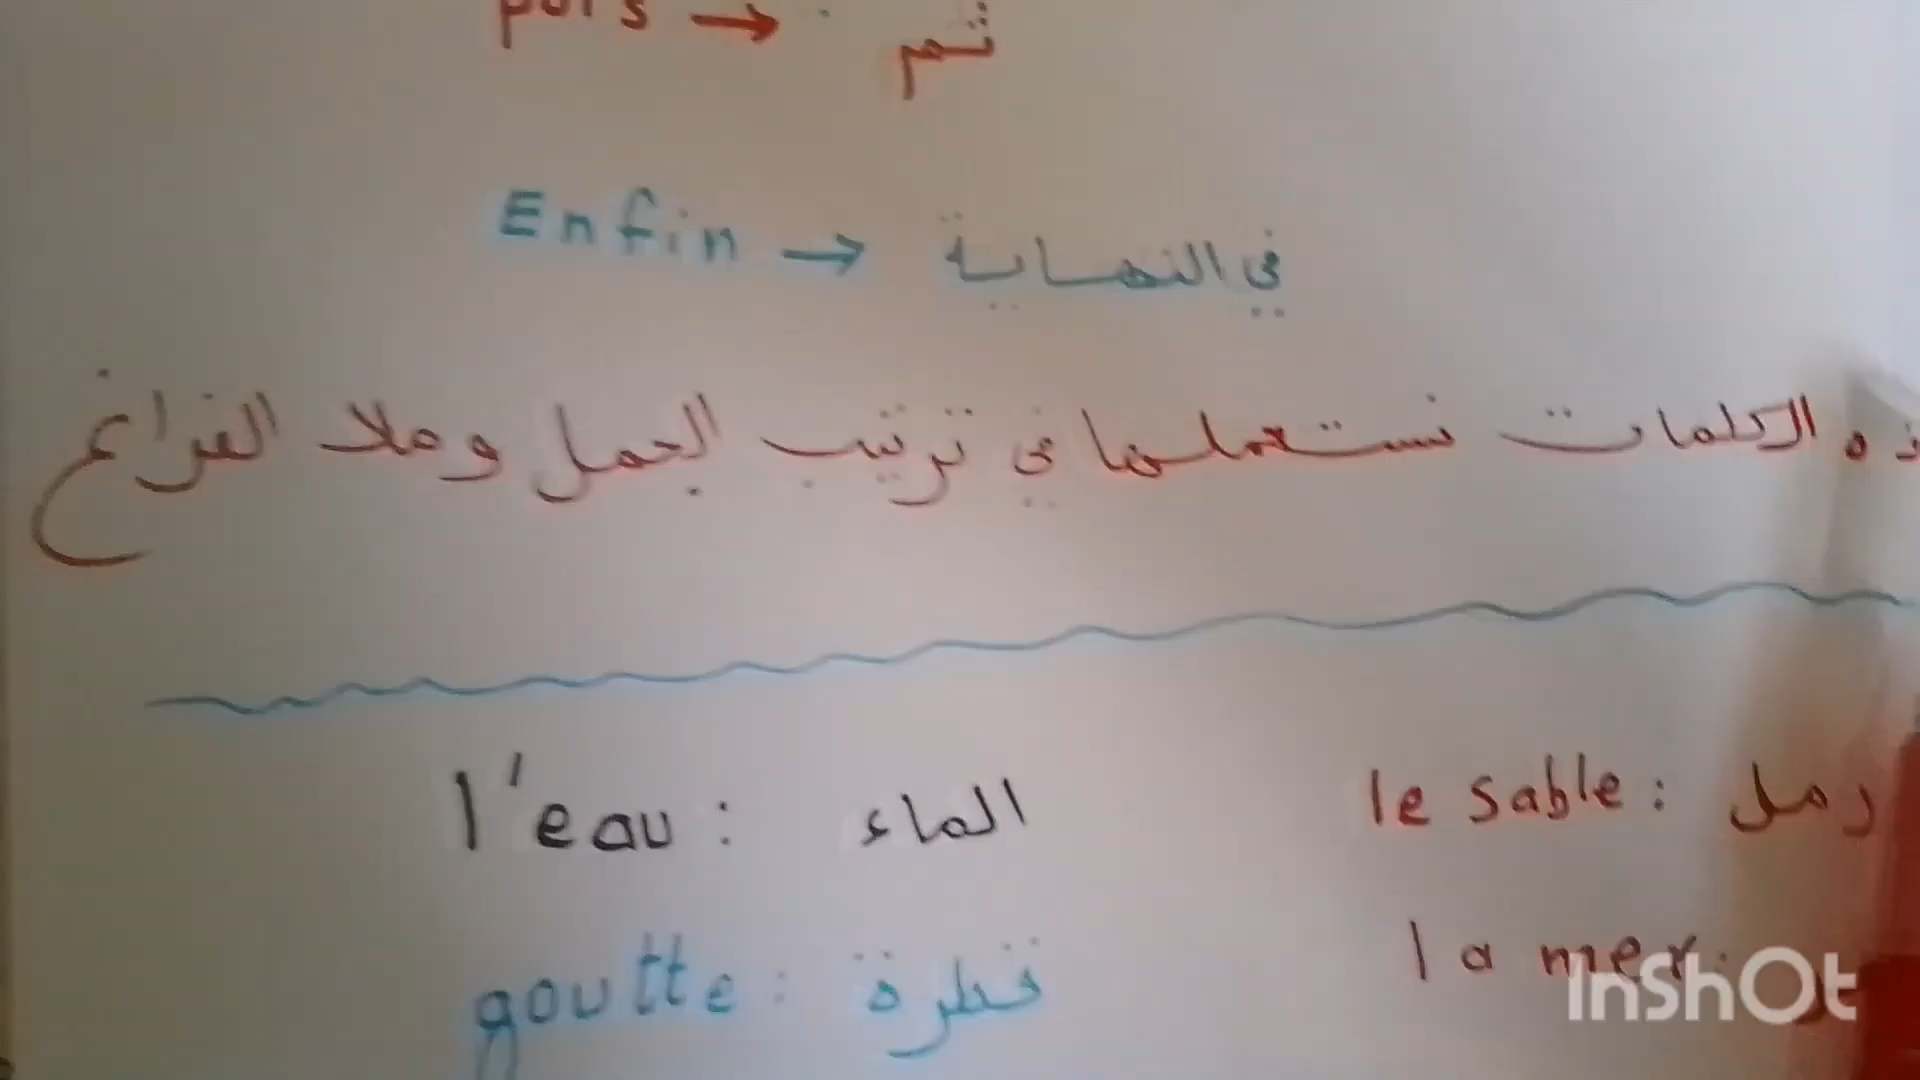 puis → ثم
Enfin → في النهاية
الكلمات نستعملها في ترتيب الجمل وملا الفراغ
l'eau : الماء
le sable : رمل
goutte : قطرة
la mer :
InShOt